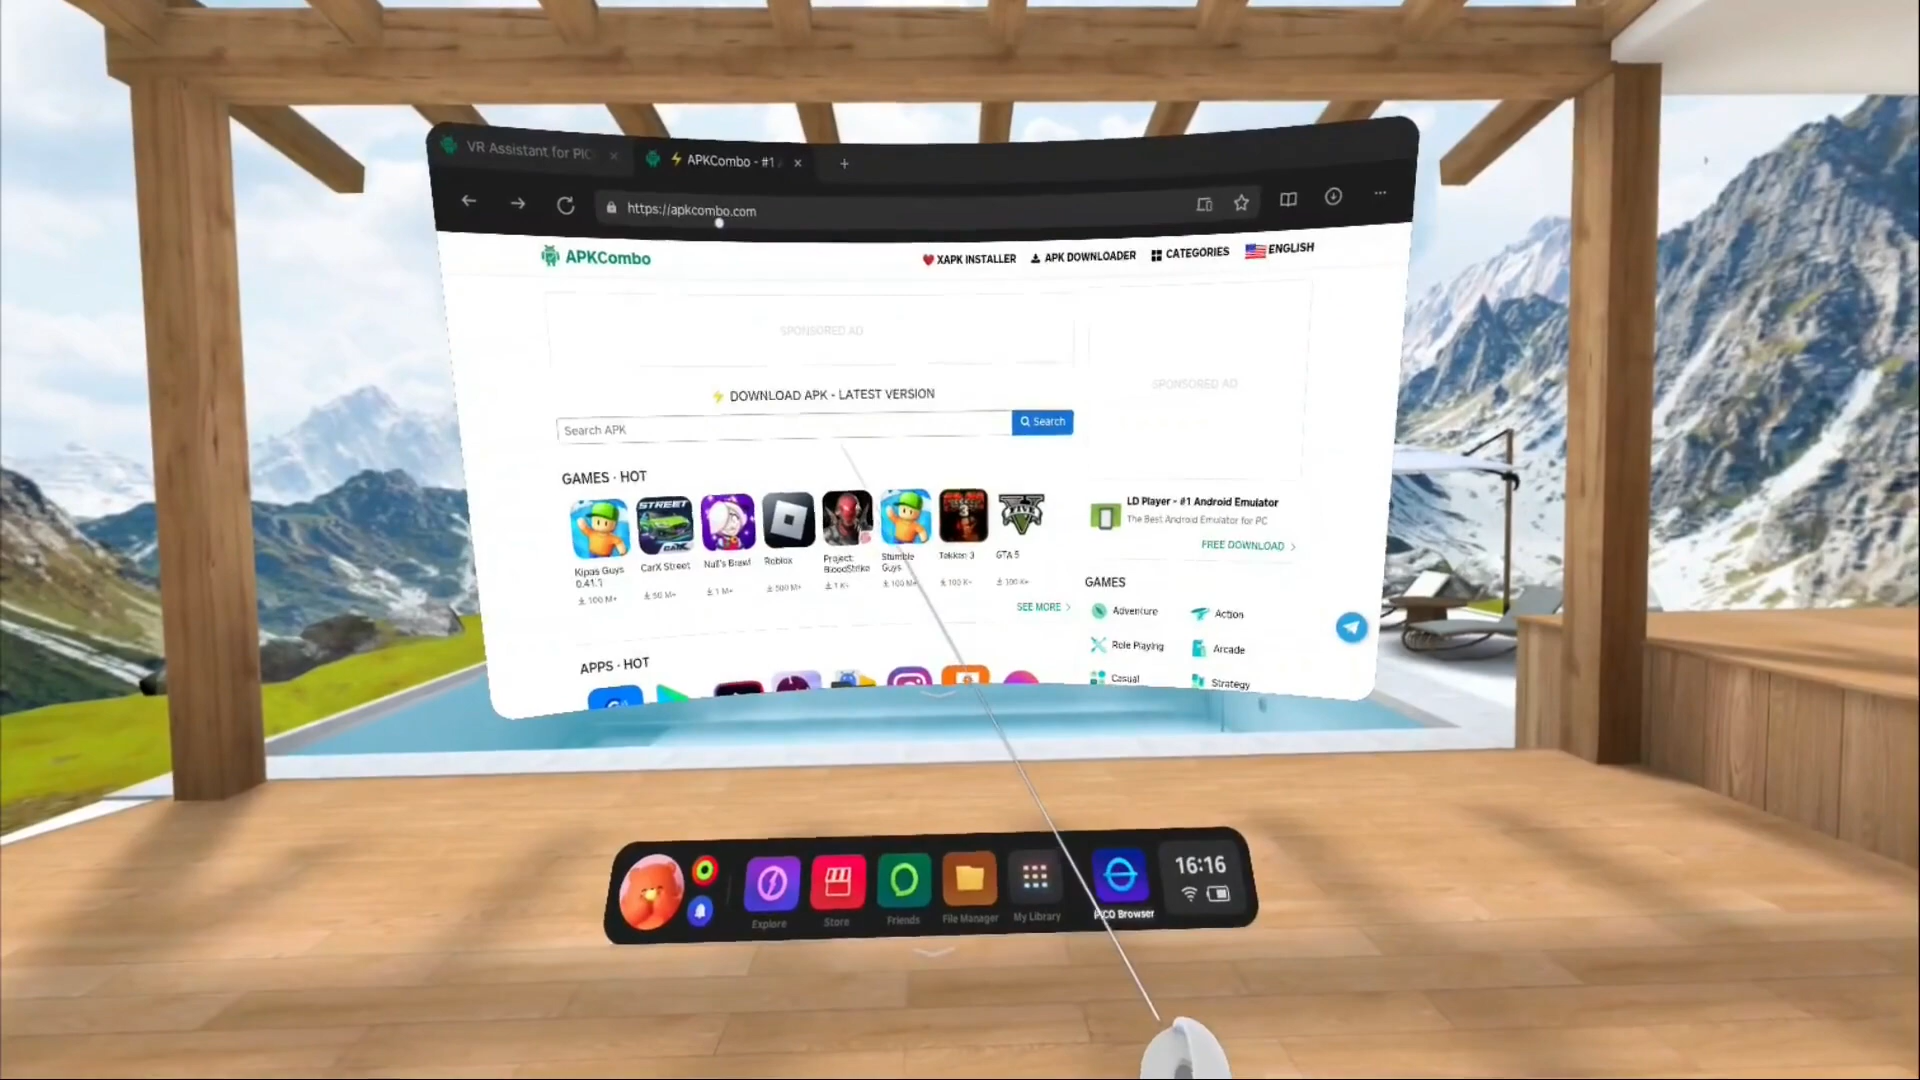 VR Assistant for PIC
APKCombo - #1
https://apkcombo.com
APKCombo
XAPK INSTALLER
APK DOWNLOADER
CATEGORIES
ENGLISH
SPONSORED AD
SPONSORED AD
DOWNLOAD APK - LATEST VERSION
Search APK
Search
GAMES · HOT
STREET
Kipas Guys
0.41.1
100 M+
CarX Street
50 M+
Null's Brawl
1 M+
Roblox
500 M+
Project:
BloodStrike
1 K+
Stumble
Guys
100 M+
3
Tekken 3
100 K+
FIVE
GTA 5
100 K+
SEE MORE
LD Player - #1 Android Emulator
The Best Android Emulator for PC
FREE DOWNLOAD
GAMES
Adventure
Action
Role Playing
Arcade
Casual
Strategy
APPS · HOT
Explore
Store
Friends
File Manager
My Library
PICO Browser
16:16